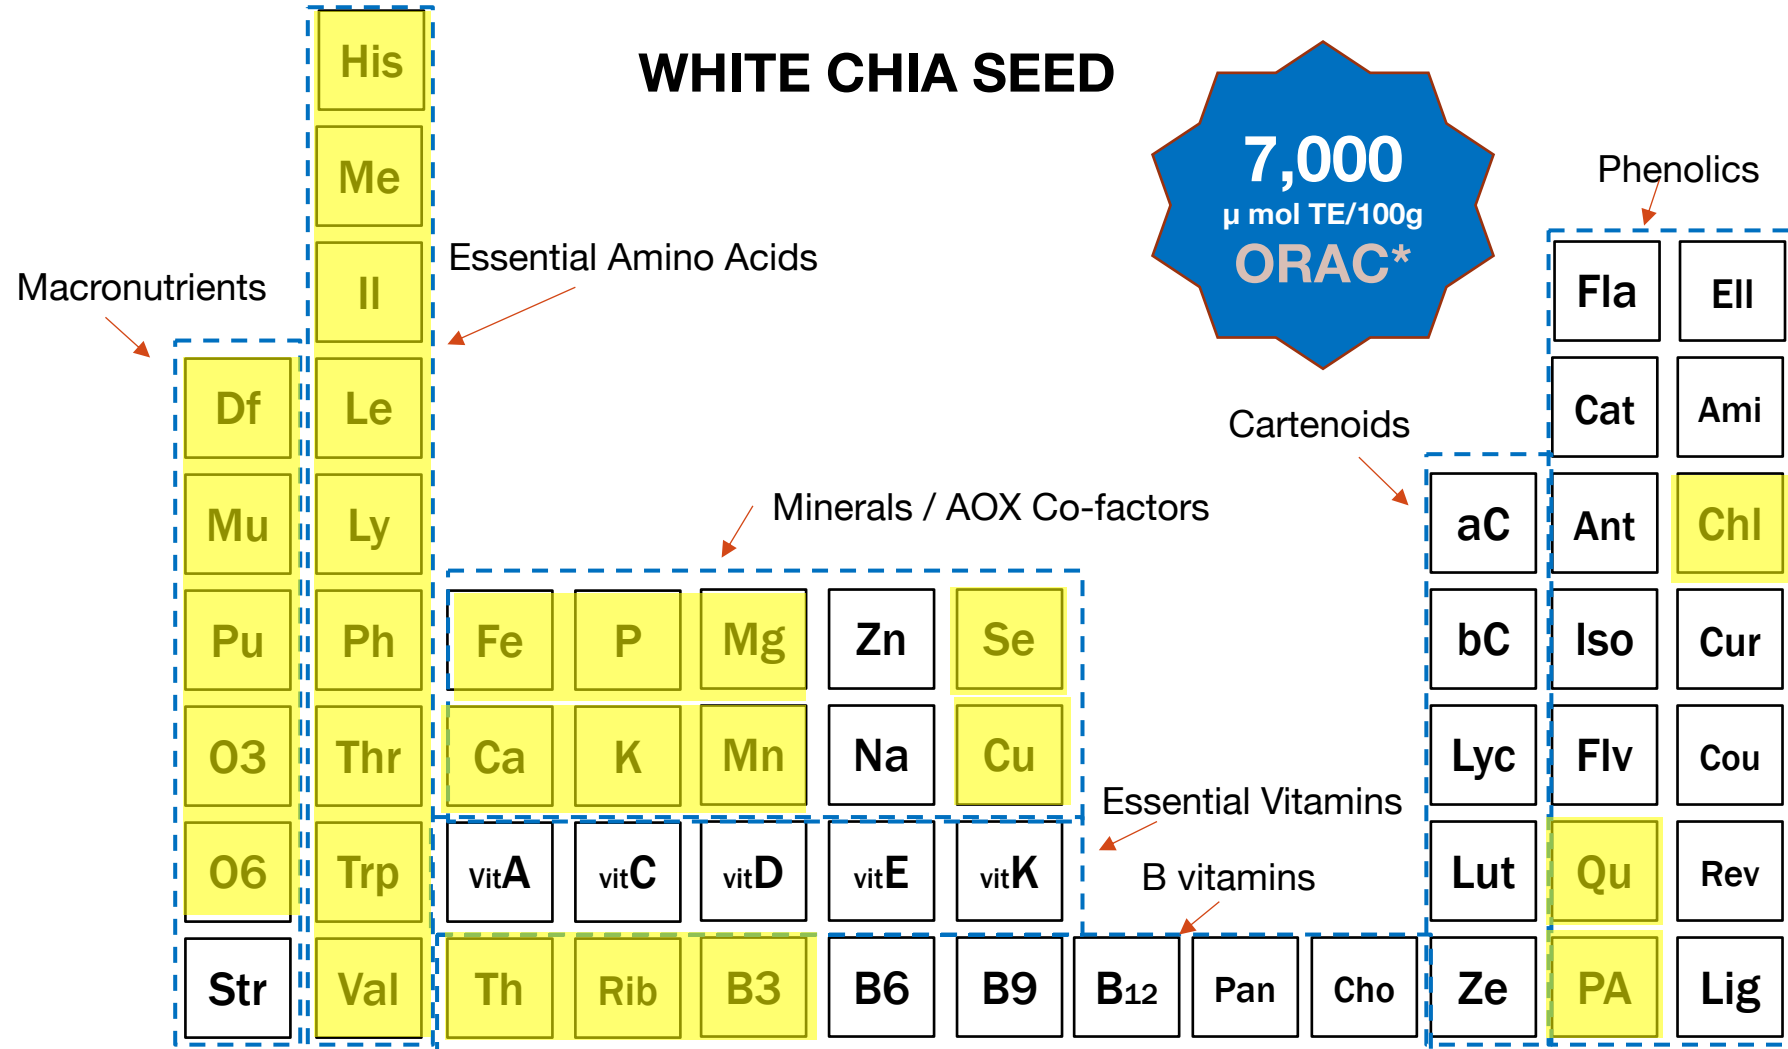 WHITE CHIA SEED
7,000
µ mol TE/100g
ORAC*
Macronutrients
Essential Amino Acids
Minerals / AOX Co-factors
Essential Vitamins
B vitamins
Cartenoids
Phenolics
His
Me
Il
Fla Ell
Df Le Cat Ami
Mu Ly aC Ant Chl
Pu Ph Fe P Mg Zn Se bC Iso Cur
O3 Thr Ca K Mn Na Cu Lyc Flv Cou
O6 Trp vitA vitC vitD vitE vitK Lut Qu Rev
Str Val Th Rib B3 B6 B9 B12 Pan Cho Ze PA Lig